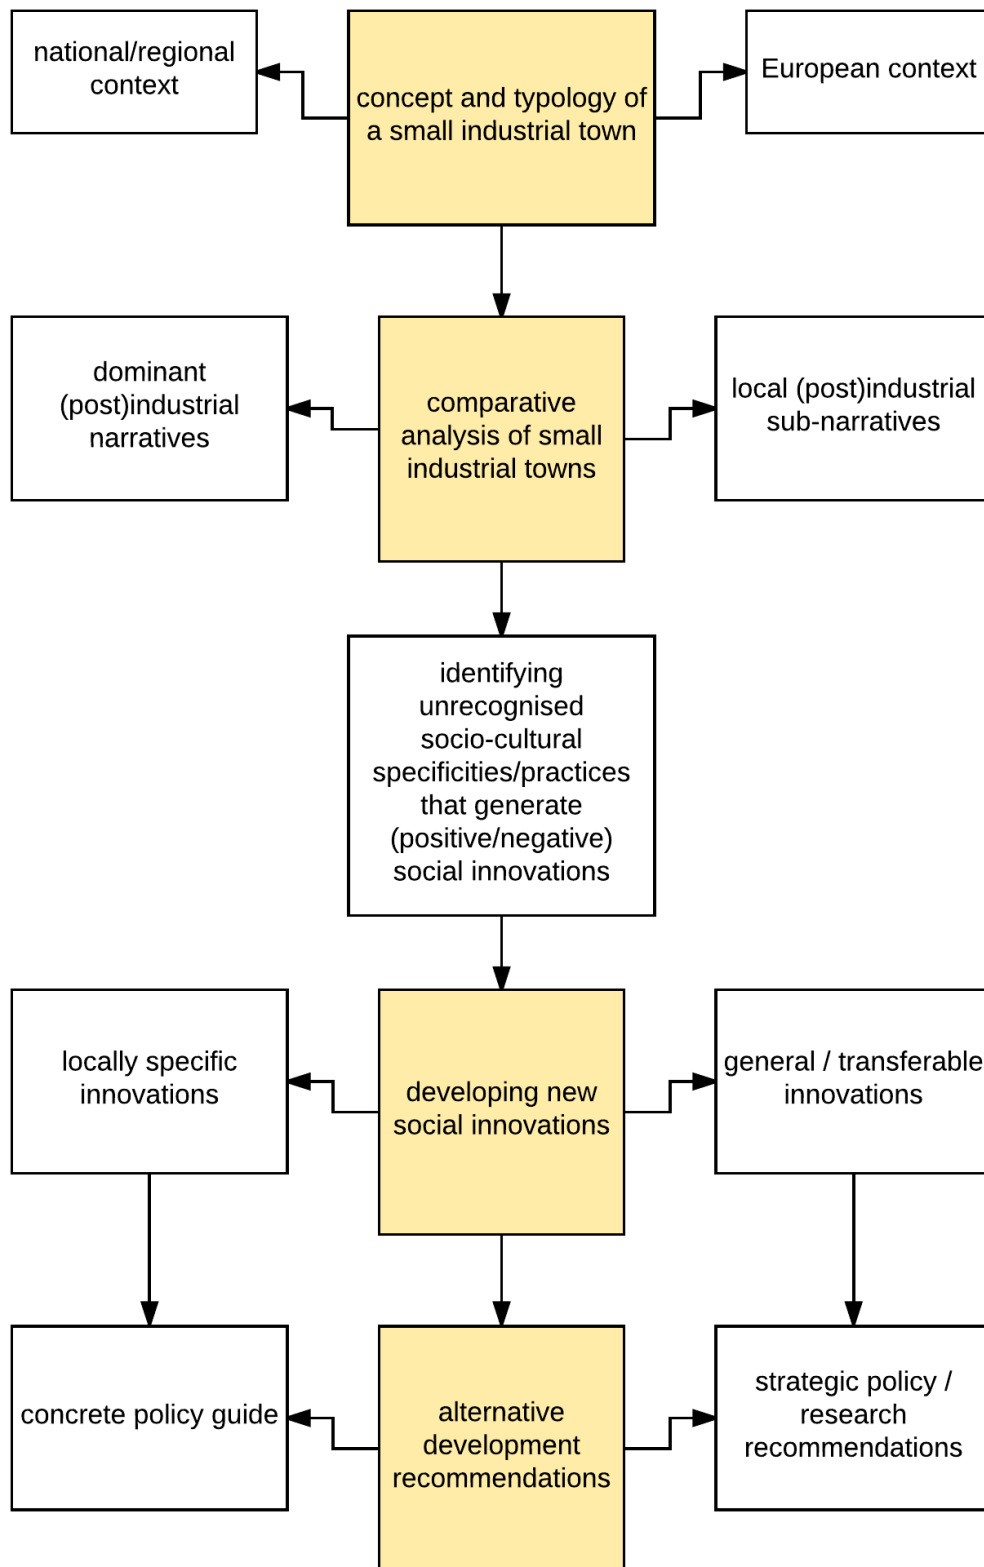 national/regional
context
concept and typology of
a small industrial town
European context
dominant
(post)industrial
narratives
comparative
analysis of small
industrial towns
local (post)industrial
sub-narratives
identifying
unrecognised
socio-cultural
specificities/practices
that generate
(positive/negative)
social innovations
locally specific
innovations
developing new
social innovations
general / transferable
innovations
concrete policy guide
alternative
development
recommendations
strategic policy /
research
recommendations